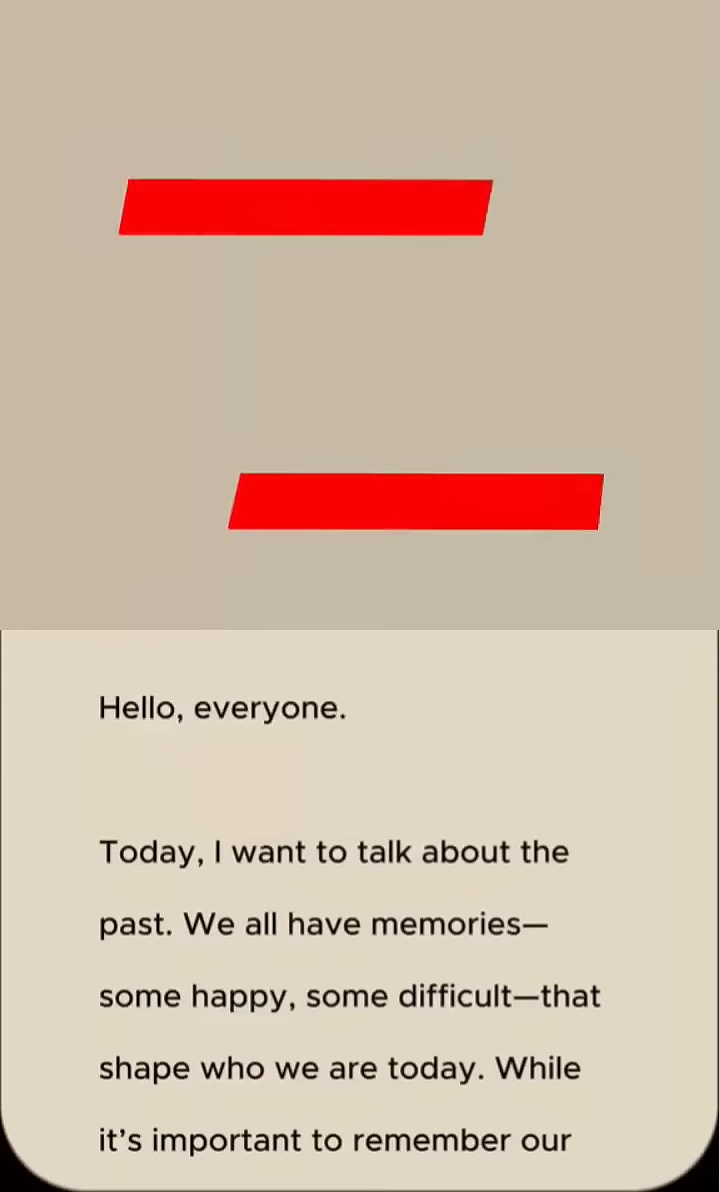 Hello, everyone.
Today, I want to talk about the
past. We all have memories—
some happy, some difficult—that
shape who we are today. While
it’s important to remember our